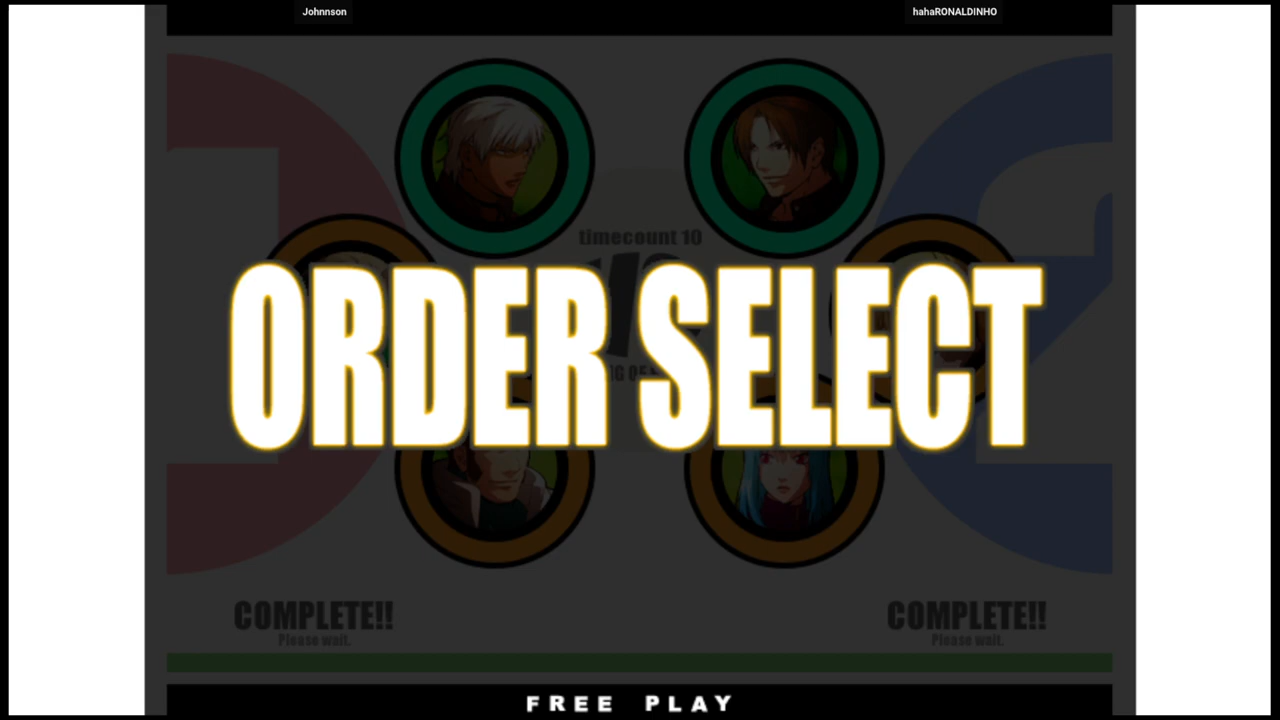 Johnnson
hahaRONALDINHO
timecount 10
ORDER SELECT
COMPLETE!!
Please wait.
COMPLETE!!
Please wait.
FREE PLAY